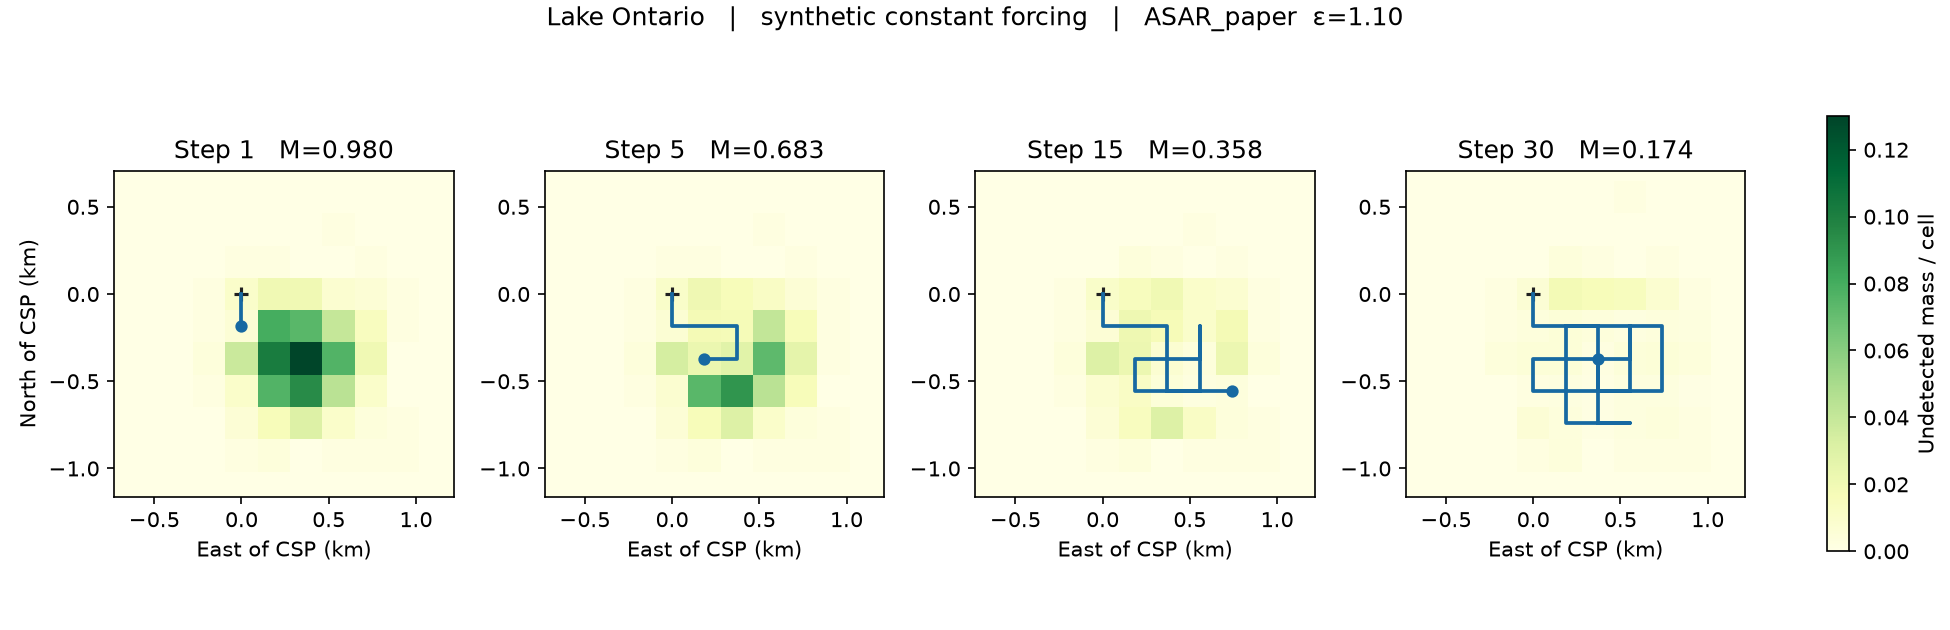 Lake Ontario | synthetic constant forcing | ASAR_paper ε=1.10
Step 1 M=0.980
Step 5 M=0.683
Step 15 M=0.358
Step 30 M=0.174
North of CSP (km)
0.5
0.0
−0.5
−1.0
−0.5 0.0 0.5 1.0
East of CSP (km)
0.5
0.0
−0.5
−1.0
−0.5 0.0 0.5 1.0
East of CSP (km)
0.5
0.0
−0.5
−1.0
−0.5 0.0 0.5 1.0
East of CSP (km)
0.5
0.0
−0.5
−1.0
−0.5 0.0 0.5 1.0
East of CSP (km)
0.12
0.10
0.08
0.06
0.04
0.02
0.00
Undetected mass / cell